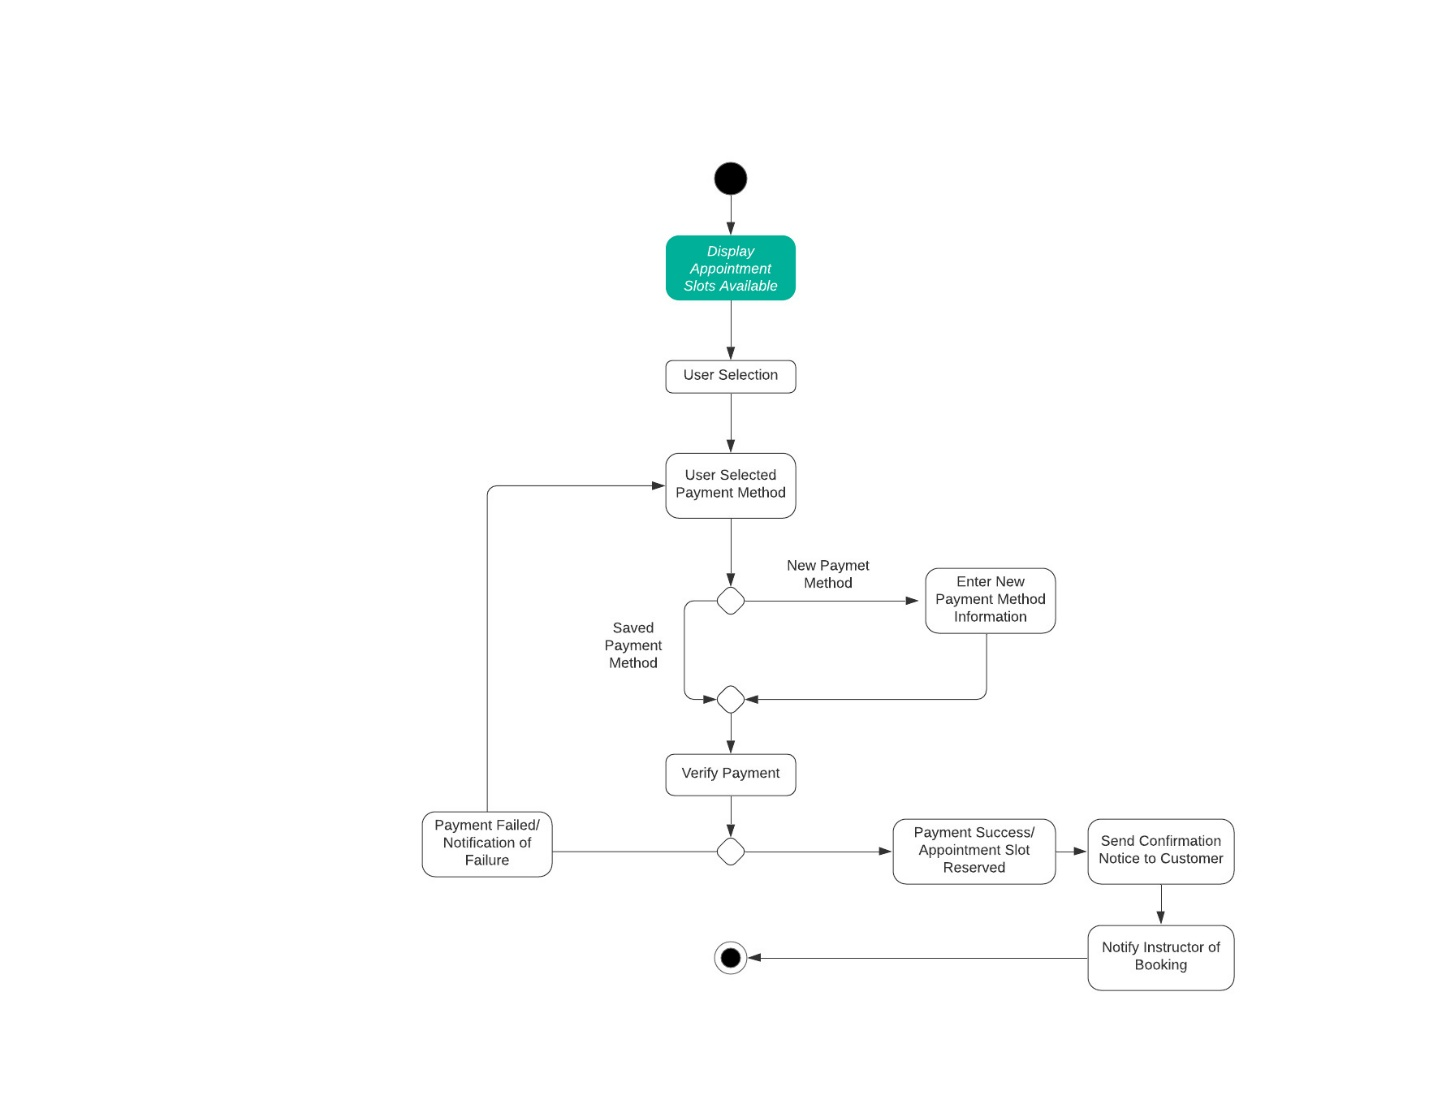 Display
Appointment
Slots Available
User Selection
User Selected
Payment Method
New Paymet
Method
Enter New
Payment Method
Information
Saved
Payment
Method
Verify Payment
Payment Failed/
Notification of
Failure
Payment Success/
Appointment Slot
Reserved
Send Confirmation
Notice to Customer
Notify Instructor of
Booking